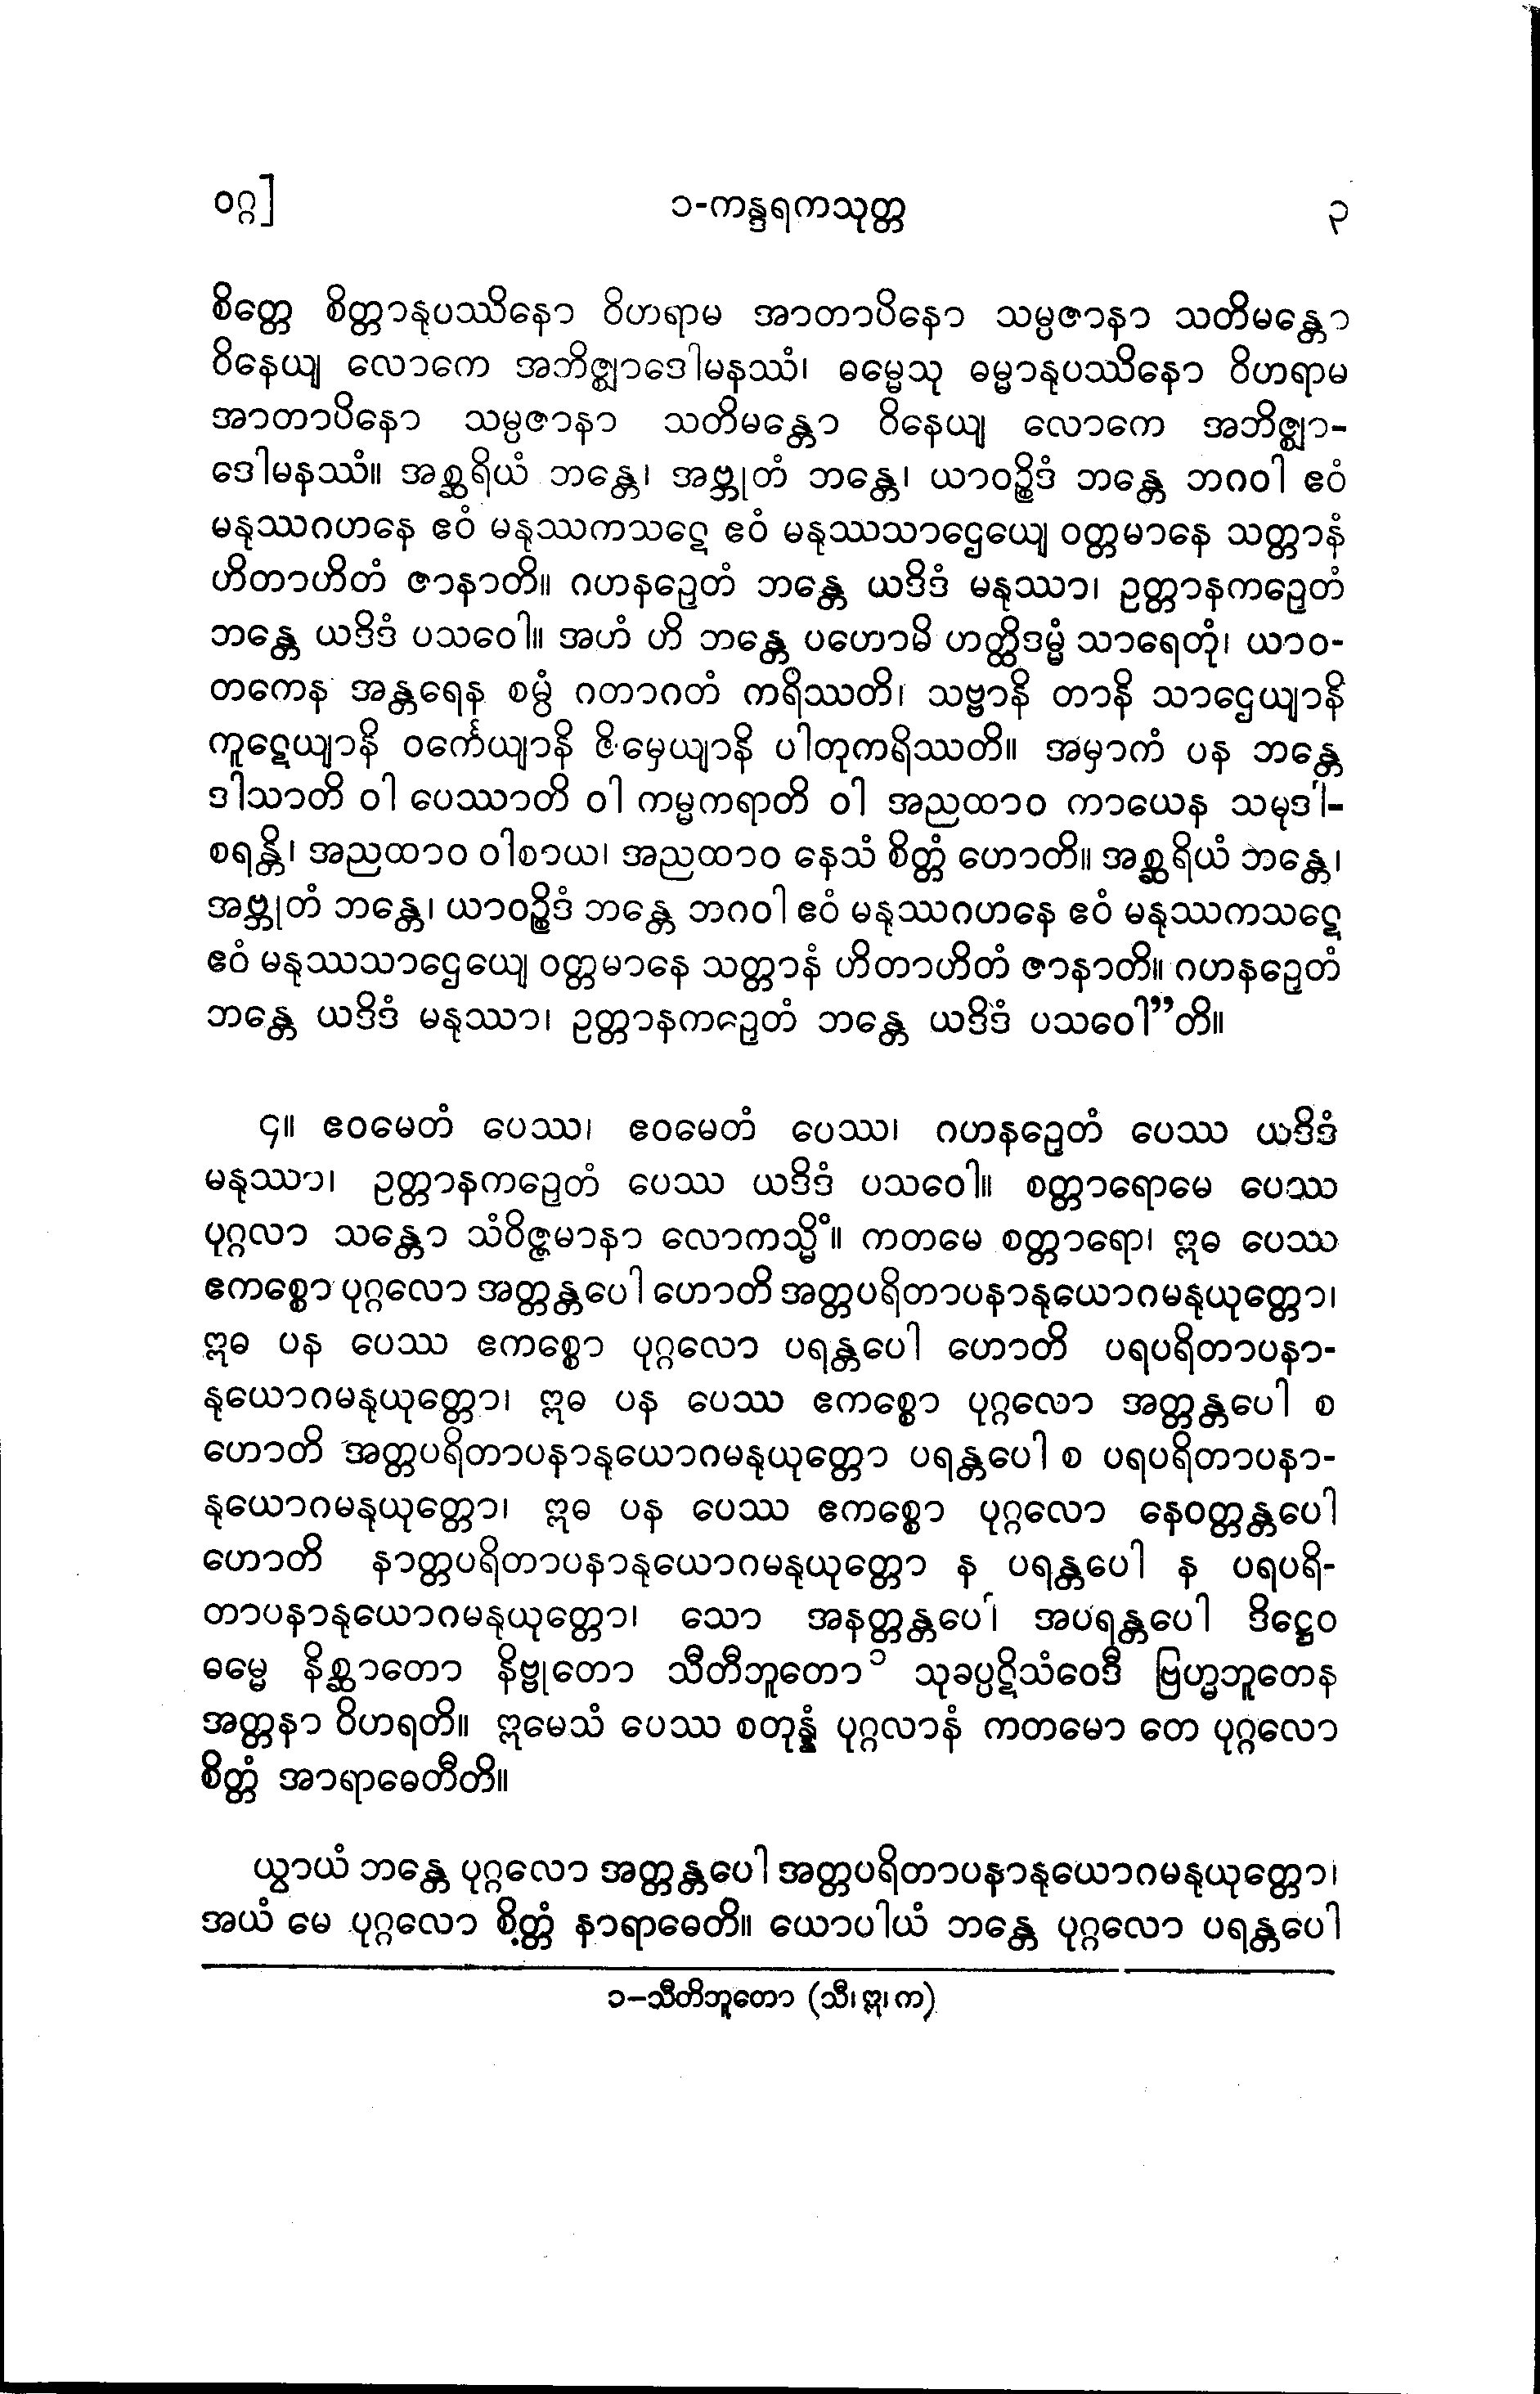 ဝဂ္ဂ]
၁-ကန္ဒရကသုတ္တ
၃
စိတ္တေ စိတ္တာနုပဿိနော ဝိဟရာမ အာတာပိနော သမ္ပဇာနာ သတိမန္တော
ဝိနေယျ လောကေ အဘိဇ္ဈာဒေါမနဿံ၊ ဓမ္မေသု ဓမ္မာနုပဿိနော ဝိဟရာမ
အာတာပိနော သမ္ပဇာနာ သတိမန္တော ဝိနေယျ လောကေ အဘိဇ္ဈာ-
ဒေါမနဿံ။ အစ္ဆရိယံ ဘန္တေ၊ အဗ္ဘုတံ ဘန္တေ၊ ယာဝဉ္စိဒံ ဘန္တေ ဘဂဝါ ဧဝံ
မနုဿဂဟနေ ဧဝံ မနုဿကသဋေ ဧဝံ မနုဿသာဌေယျေ ဝတ္တမာနေ သတ္တာနံ
ဟိတာဟိတံ ဇာနာတိ။ ဂဟနဉှေတံ ဘန္တေ ယဒိဒံ မနုဿာ၊ ဥတ္တာနကဉှေတံ
ဘန္တေ ယဒိဒံ ပသဝေါ။ အဟံ ဟိ ဘန္တေ ပဟောမိ ဟတ္ထိဒမ္မံ သာရေတုံ၊ ယာဝ-
တကေန အန္တရေန စမ္ပံ ဂတာဂတံ ကရိဿတိ၊ သဗ္ဗာနိ တာနိ သာဌေယျာနိ
ကူဋေယျာနိ ဝင်္ကေယျာနိ ဇိမှေယျာနိ ပါတုကရိဿတိ။ အမှာကံ ပန ဘန္တေ
ဒါသာတိ ဝါ ပေဿာတိ ဝါ ကမ္မကရာတိ ဝါ အညထာဝ ကာယေန သမုဒါ-
စရန္တိ၊ အညထာဝ ဝါစာယ၊ အညထာဝ နေသံ စိတ္တံ ဟောတိ။ အစ္ဆရိယံ ဘန္တေ၊
အဗ္ဘုတံ ဘန္တေ၊ ယာဝဉ္စိဒံ ဘန္တေ ဘဂဝါ ဧဝံ မနုဿဂဟနေ ဧဝံ မနုဿကသဋေ
ဧဝံ မနုဿသာဌေယျေ ဝတ္တမာနေ သတ္တာနံ ဟိတာဟိတံ ဇာနာတိ။ ဂဟနဉှေတံ
ဘန္တေ ယဒိဒံ မနုဿာ၊ ဥတ္တာနကဉှေတံ ဘန္တေ ယဒိဒံ ပသဝေါ”တိ။
၄။ ဧဝမေတံ ပေဿ၊ ဧဝမေတံ ပေဿ၊ ဂဟနဉှေတံ ပေဿ ယဒိဒံ
မနုဿာ၊ ဥတ္တာနကဉှေတံ ပေဿ ယဒိဒံ ပသဝေါ။ စတ္တာရောမေ ပေဿ
ပုဂ္ဂလာ သန္တော သံဝိဇ္ဇမာနာ လောကသ္မိံ။ ကတမေ စတ္တာရော၊ ဣဓ ပေဿ
ဧကစ္စော ပုဂ္ဂလော အတ္တန္တပေါ ဟောတိ အတ္တပရိတာပနာနုယောဂမနုယုတ္တော၊
ဣဓ ပန ပေဿ ဧကစ္စော ပုဂ္ဂလော ပရန္တပေါ ဟောတိ ပရပရိတာပနာ-
နုယောဂမနုယုတ္တော၊ ဣဓ ပန ပေဿ ဧကစ္စော ပုဂ္ဂလော အတ္တန္တပေါ စ
ဟောတိ အတ္တပရိတာပနာနုယောဂမနုယုတ္တော ပရန္တပေါ စ ပရပရိတာပနာ-
နုယောဂမနုယုတ္တော၊ ဣဓ ပန ပေဿ ဧကစ္စော ပုဂ္ဂလော နေဝတ္တန္တပေါ
ဟောတိ နာတ္တပရိတာပနာနုယောဂမနုယုတ္တော န ပရန္တပေါ န ပရပရိ-
တာပနာနုယောဂမနုယုတ္တော၊ သော အနတ္တန္တပေါ အပရန္တပေါ ဒိဋ္ဌေဝ
ဓမ္မေ နိစ္ဆာတော နိဗ္ဗုတော သီတီဘူတော၁ သုခပ္ပဋိသံဝေဒီ ဗြဟ္မဘူတေန
အတ္တနာ ဝိဟရတိ။ ဣမေသံ ပေဿ စတုန္နံ ပုဂ္ဂလာနံ ကတမော တေ ပုဂ္ဂလော
စိတ္တံ အာရာဓေတီတိ။
ယွာယံ ဘန္တေ ပုဂ္ဂလော အတ္တန္တပေါ အတ္တပရိတာပနာနုယောဂမနုယုတ္တော၊
အယံ မေ ပုဂ္ဂလော စိတ္တံ နာရာဓေတိ။ ယောပါယံ ဘန္တေ ပုဂ္ဂလော ပရန္တပေါ
၁–သီတိဘူတော (သီ၊ ဣ၊ က)